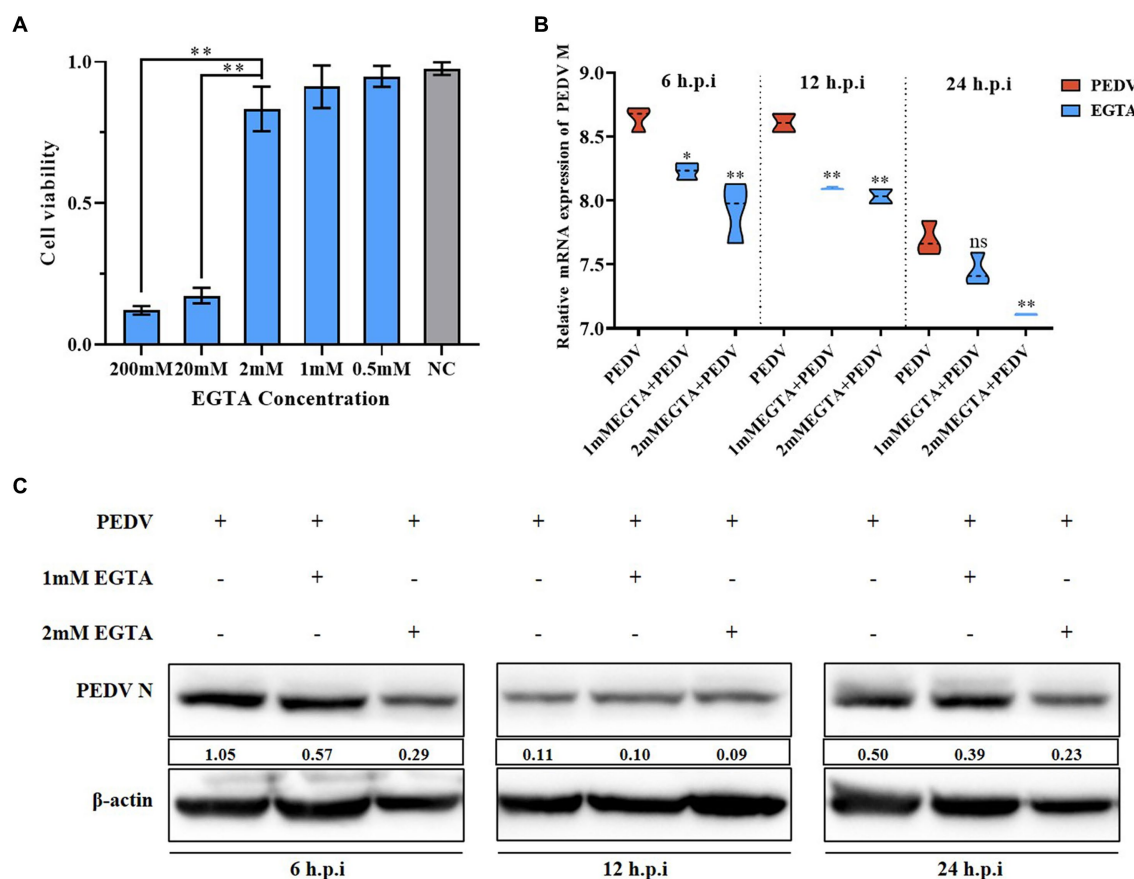 A
Cell viability
1.0
0.5
0.0
**
**
200mM 20mM 2mM 1mM 0.5mM NC
EGTA Concentration
B
Relative mRNA expression of PEDV M
9.0
8.5
8.0
7.5
7.0
6 h.p.i 12 h.p.i 24 h.p.i
* ** ** ** ns **
PEDV
EGTA
PEDV 1mMEGTA+PEDV 2mMEGTA+PEDV PEDV 1mMEGTA+PEDV 2mMEGTA+PEDV PEDV 1mMEGTA+PEDV 2mMEGTA+PEDV
C
PEDV + + + + + + + + +
1mM EGTA - + - - + - - + -
2mM EGTA - - + - - + - - +
PEDV N
1.05 0.57 0.29 0.11 0.10 0.09 0.50 0.39 0.23
β-actin
6 h.p.i 12 h.p.i 24 h.p.i